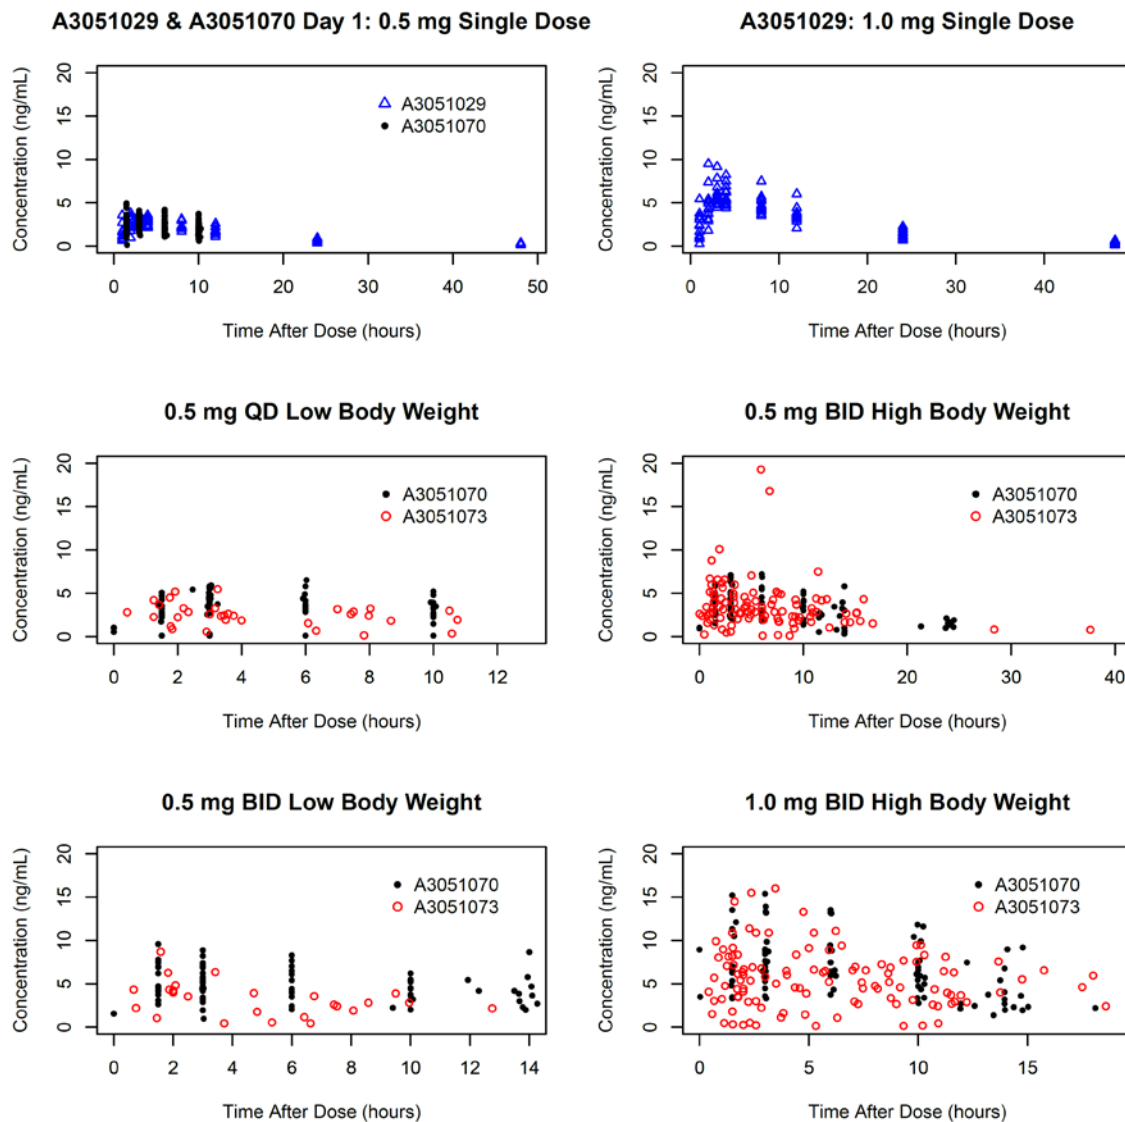 A3051029 & A3051070 Day 1: 0.5 mg Single Dose
Concentration (ng/mL)
20
15
10
5
0
A3051029
A3051070
0 10 20 30 40 50
Time After Dose (hours)
A3051029: 1.0 mg Single Dose
Concentration (ng/mL)
20
15
10
5
0
0 10 20 30 40
Time After Dose (hours)
0.5 mg QD Low Body Weight
Concentration (ng/mL)
20
15
10
5
0
A3051070
A3051073
0 2 4 6 8 10 12
Time After Dose (hours)
0.5 mg BID High Body Weight
Concentration (ng/mL)
20
15
10
5
0
A3051070
A3051073
0 10 20 30 40
Time After Dose (hours)
0.5 mg BID Low Body Weight
Concentration (ng/mL)
20
15
10
5
0
A3051070
A3051073
0 2 4 6 8 10 12 14
Time After Dose (hours)
1.0 mg BID High Body Weight
Concentration (ng/mL)
20
15
10
5
0
A3051070
A3051073
0 5 10 15
Time After Dose (hours)